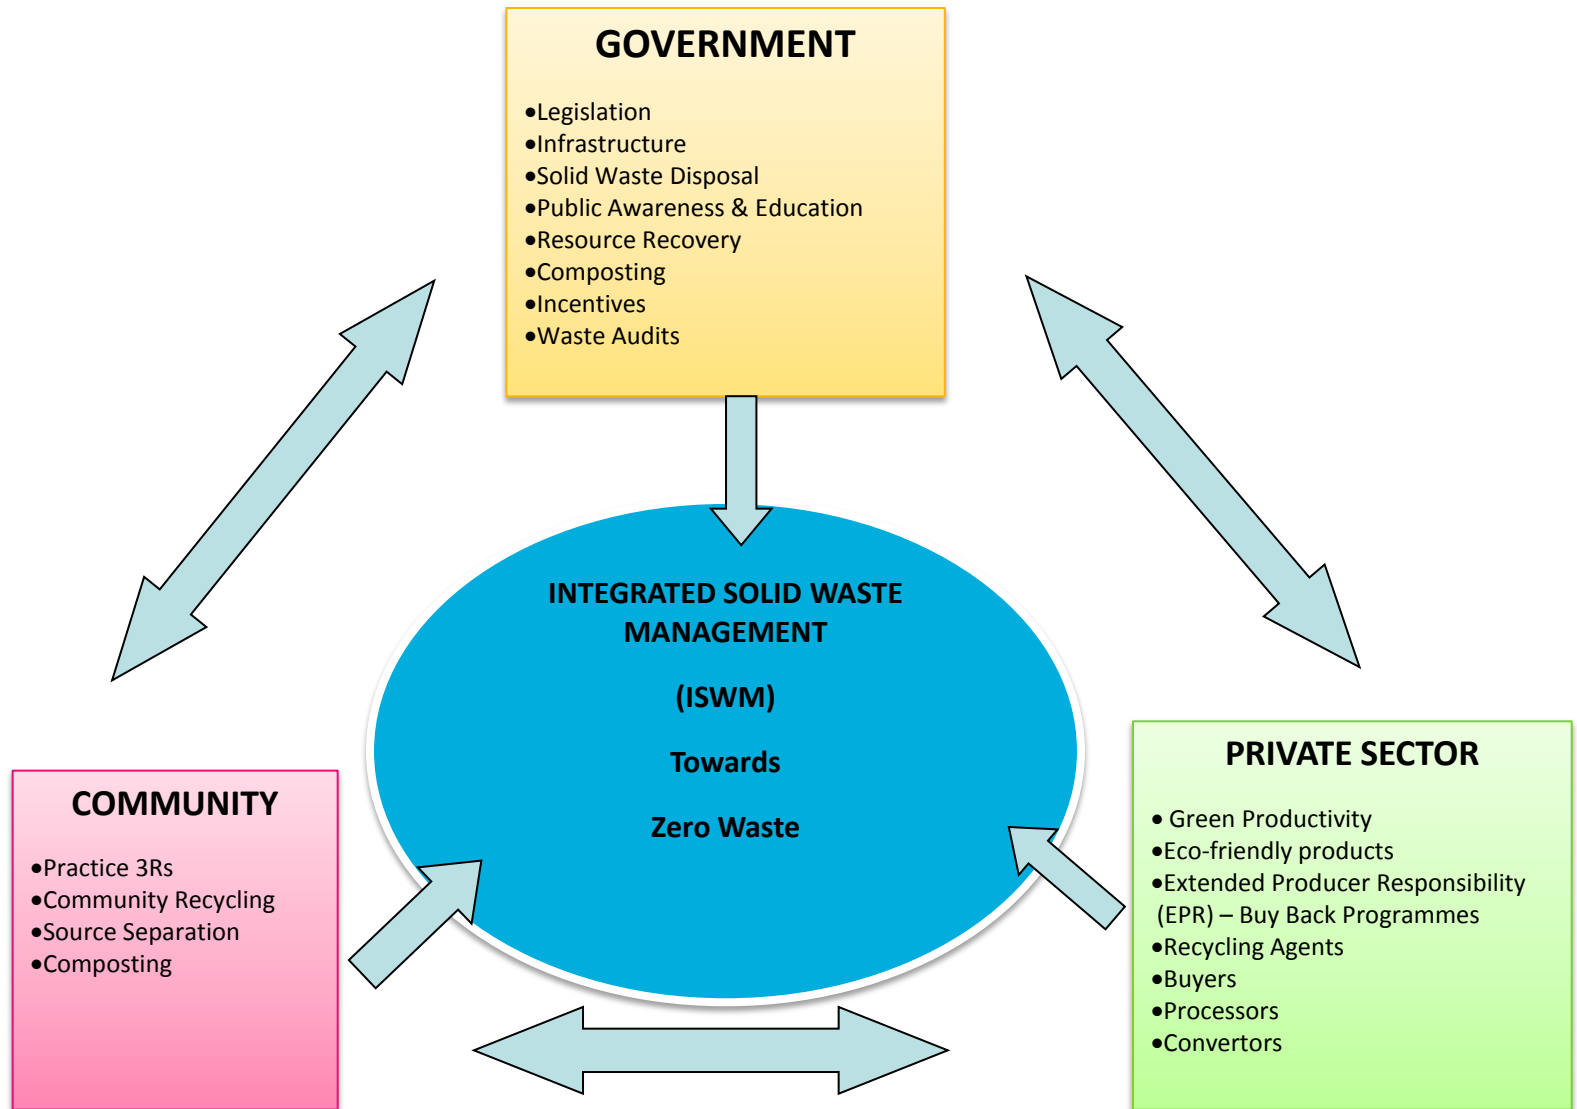 GOVERNMENT
•Legislation
•Infrastructure
•Solid Waste Disposal
•Public Awareness & Education
•Resource Recovery
•Composting
•Incentives
•Waste Audits
INTEGRATED SOLID WASTE
MANAGEMENT
(ISWM)
Towards
Zero Waste
COMMUNITY
•Practice 3Rs
•Community Recycling
•Source Separation
•Composting
PRIVATE SECTOR
• Green Productivity
•Eco-friendly products
•Extended Producer Responsibility
(EPR) – Buy Back Programmes
•Recycling Agents
•Buyers
•Processors
•Convertors